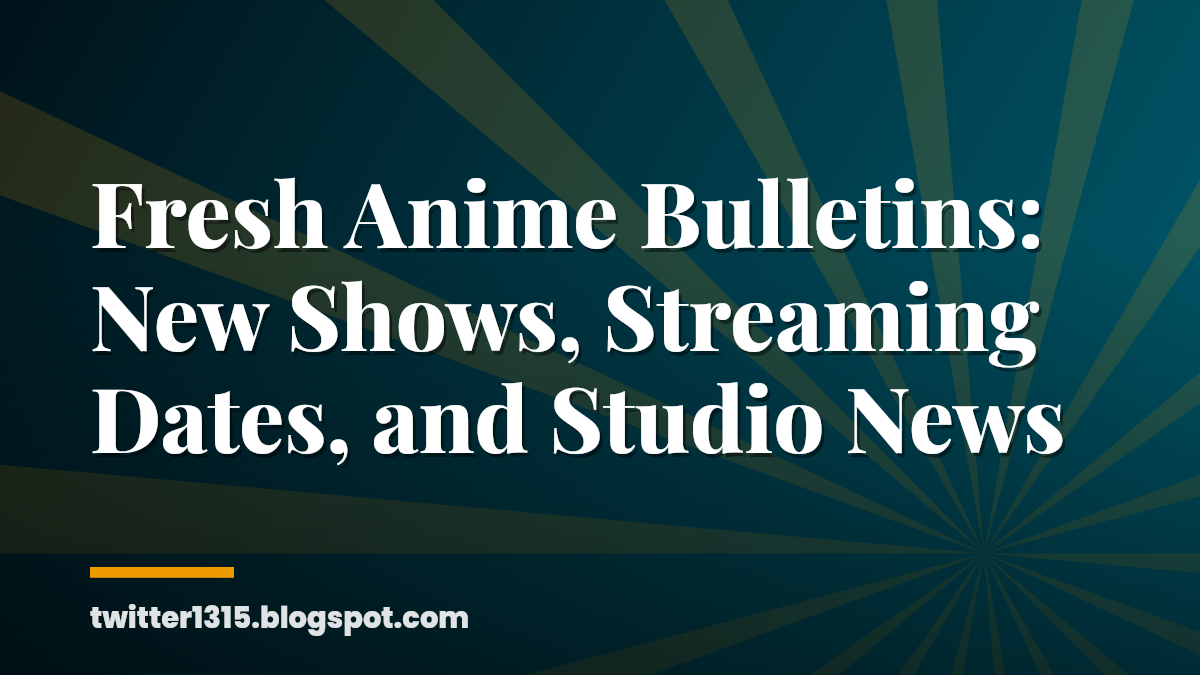 Fresh Anime Bulletins:
New Shows, Streaming
Dates, and Studio News
twitter1315.blogspot.com